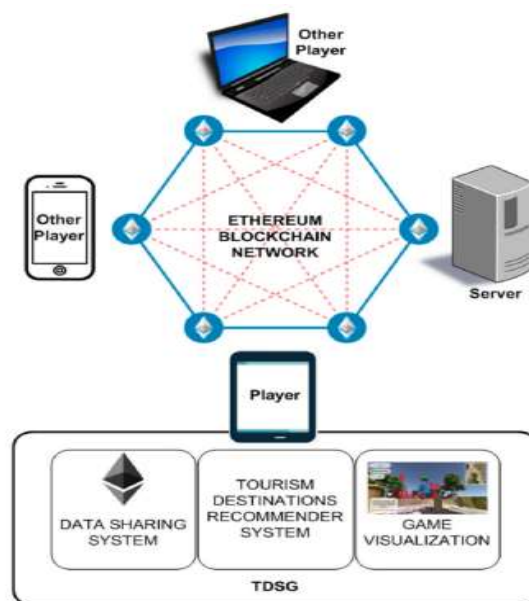 Other
Player
Other
Player
ETHEREUM
BLOCKCHAIN
NETWORK
Server
Player
DATA SHARING
SYSTEM
TOURISM
DESTINATIONS
RECOMMENDER
SYSTEM
GAME
VISUALIZATION
TDSG